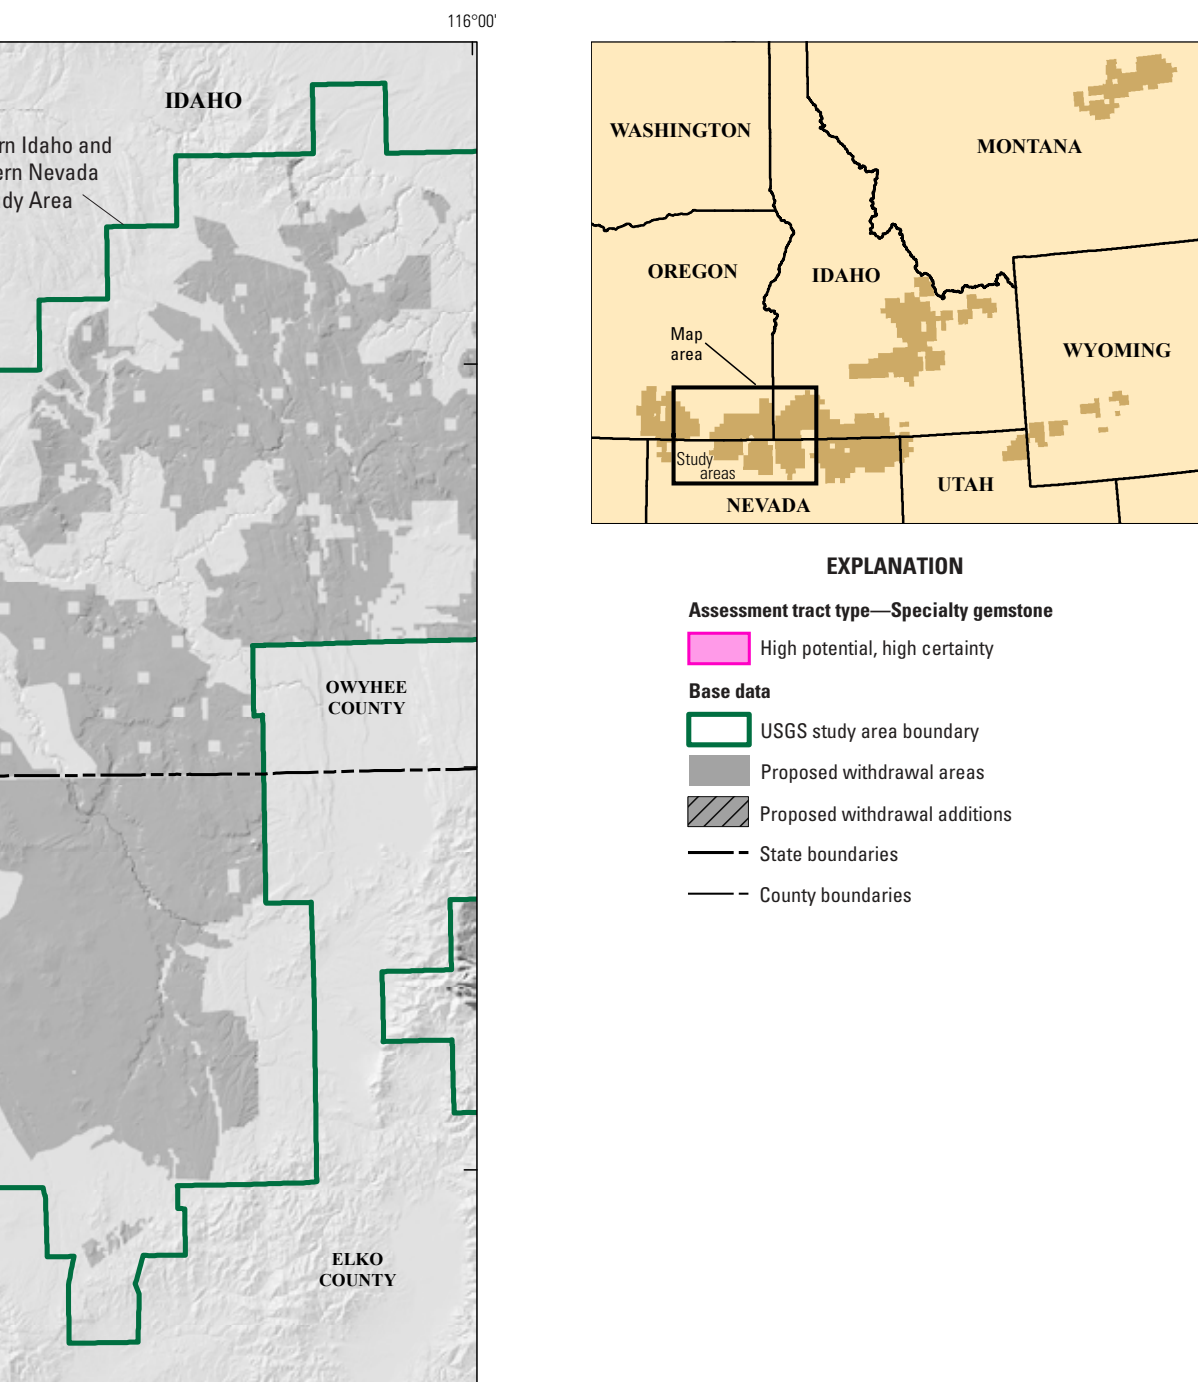 116°00'
IDAHO
rn Idaho and
ern Nevada
dy Area
OWYHEE
COUNTY
ELKO
COUNTY
WASHINGTON
MONTANA
OREGON
IDAHO
Map
area
WYOMING
Study
areas
UTAH
NEVADA
EXPLANATION
Assessment tract type—Specialty gemstone
High potential, high certainty
Base data
USGS study area boundary
Proposed withdrawal areas
Proposed withdrawal additions
State boundaries
County boundaries